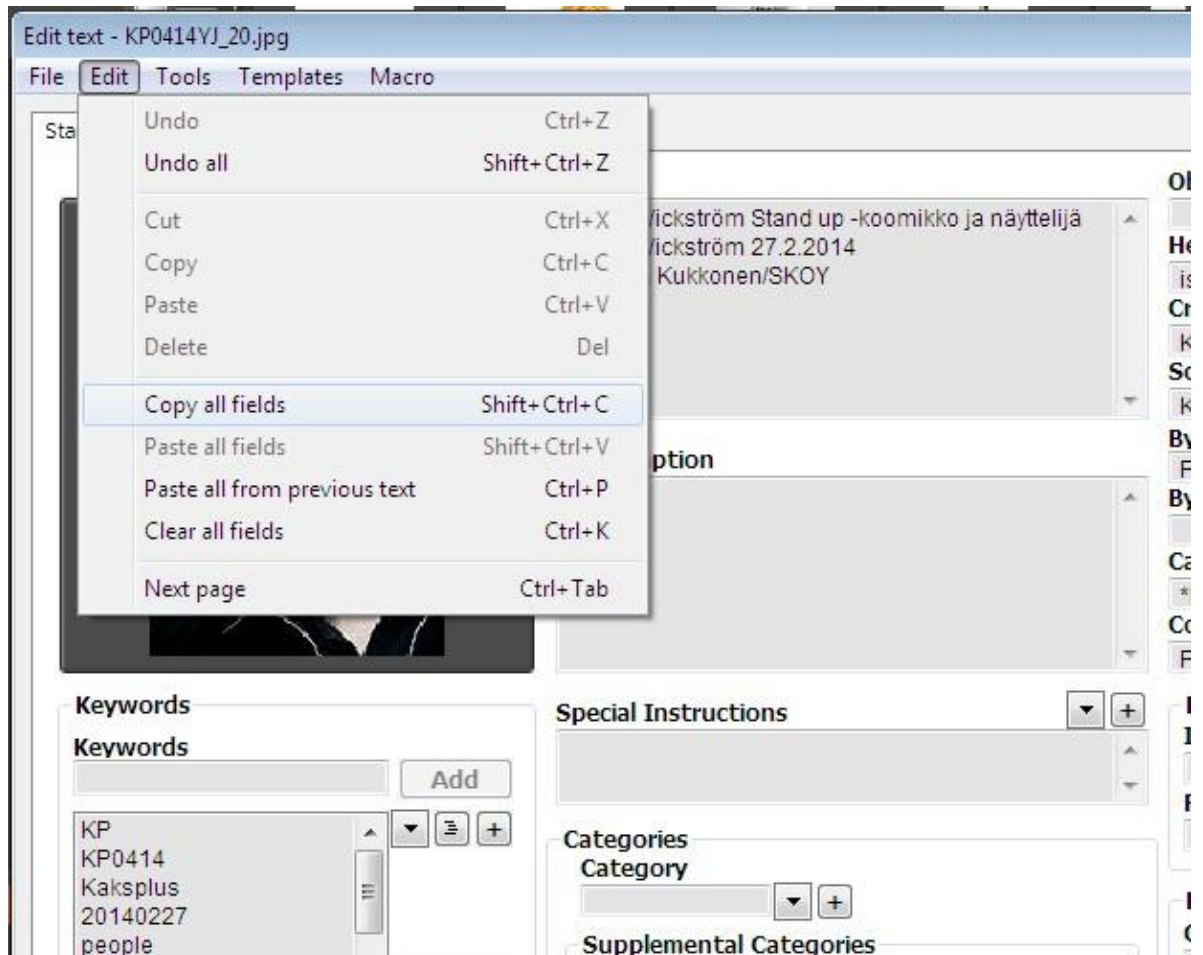 Edit text - KP0414YJ_20.jpg
File Edit Tools Templates Macro
Undo Ctrl+Z
Undo all Shift+Ctrl+Z
Cut Ctrl+X
Copy Ctrl+C
Paste Ctrl+V
Delete Del
Copy all fields Shift+Ctrl+C
Paste all fields Shift+Ctrl+V
Paste all from previous text Ctrl+P
Clear all fields Ctrl+K
Next page Ctrl+Tab
Stand up -koomikko ja näyttelijä
27.2.2014
Kukkonen/SKOY
Keywords
Keywords
Add
KP
KP0414
Kaksplus
20140227
people
Special Instructions
Categories
Category
Supplemental Categories